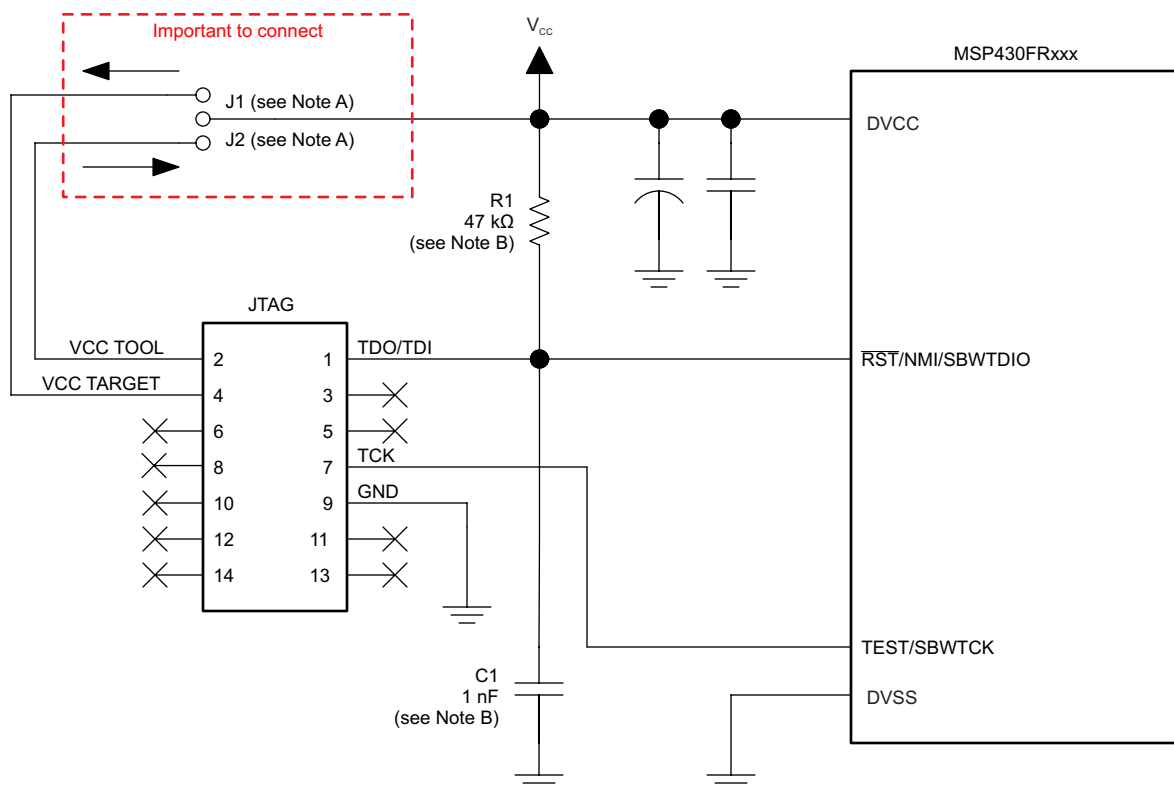 Important to connect
J1 (see Note A)
J2 (see Note A)
VCC
MSP430FRxxx
DVCC
R1
47 kΩ
(see Note B)
JTAG
VCC TOOL
2
1
TDO/TDI
RST/NMI/SBWTDIO
VCC TARGET
4
3
6
5
8
7
TCK
10
9
GND
12
11
14
13
TEST/SBWTCK
C1
1 nF
(see Note B)
DVSS